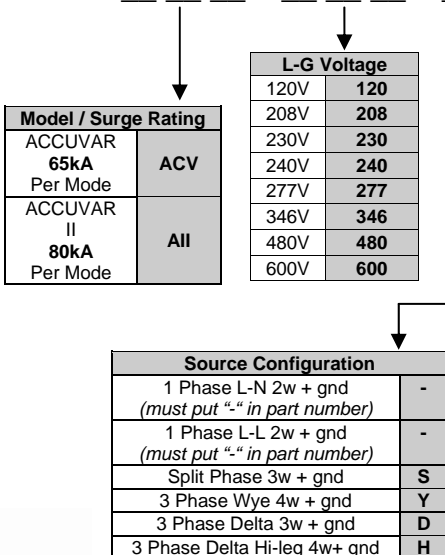 L-G Voltage
120V 120
208V 208
230V 230
240V 240
277V 277
346V 346
480V 480
600V 600
Model / Surge Rating
ACCUVAR
65kA
Per Mode
ACV
ACCUVAR
II
80kA
Per Mode
AII
Source Configuration
1 Phase L-N 2w + gnd
(must put "-" in part number)
-
1 Phase L-L 2w + gnd
(must put "-" in part number)
-
Split Phase 3w + gnd S
3 Phase Wye 4w + gnd Y
3 Phase Delta 3w + gnd D
3 Phase Delta Hi-leg 4w+ gnd H